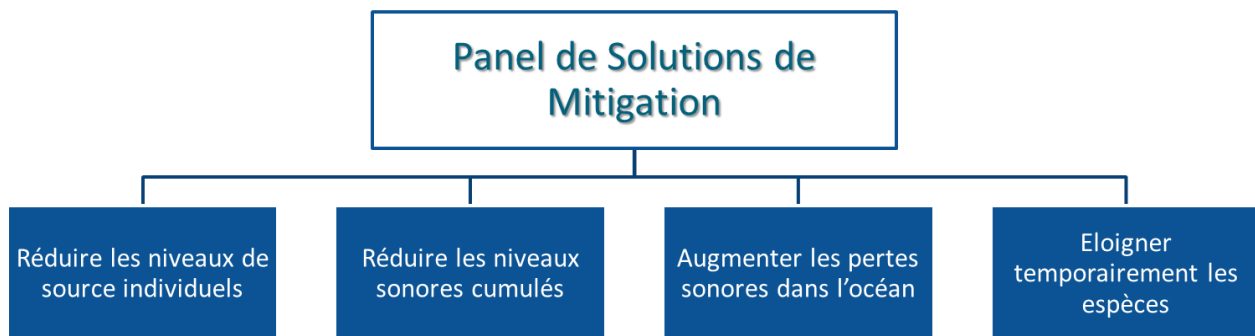 Panel de Solutions de
Mitigation
Réduire les niveaux de
source individuels
Réduire les niveaux
sonores cumulés
Augmenter les pertes
sonores dans l’océan
Eloigner
temporairement les
espèces